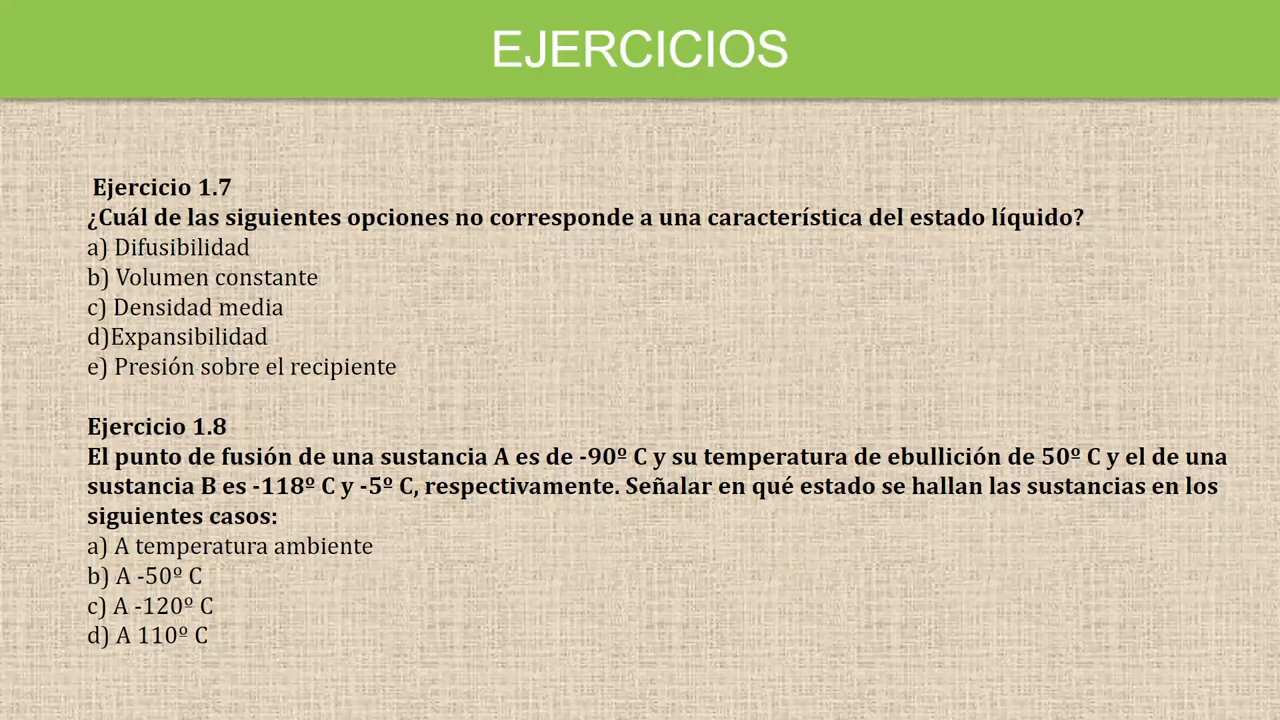 EJERCICIOS
Ejercicio 1.7
¿Cuál de las siguientes opciones no corresponde a una característica del estado líquido?
a) Difusibilidad
b) Volumen constante
c) Densidad media
d)Expansibilidad
e) Presión sobre el recipiente
Ejercicio 1.8
El punto de fusión de una sustancia A es de -90º C y su temperatura de ebullición de 50º C y el de una
sustancia B es -118º C y -5º C, respectivamente. Señalar en qué estado se hallan las sustancias en los
siguientes casos:
a) A temperatura ambiente
b) A -50º C
c) A -120º C
d) A 110º C